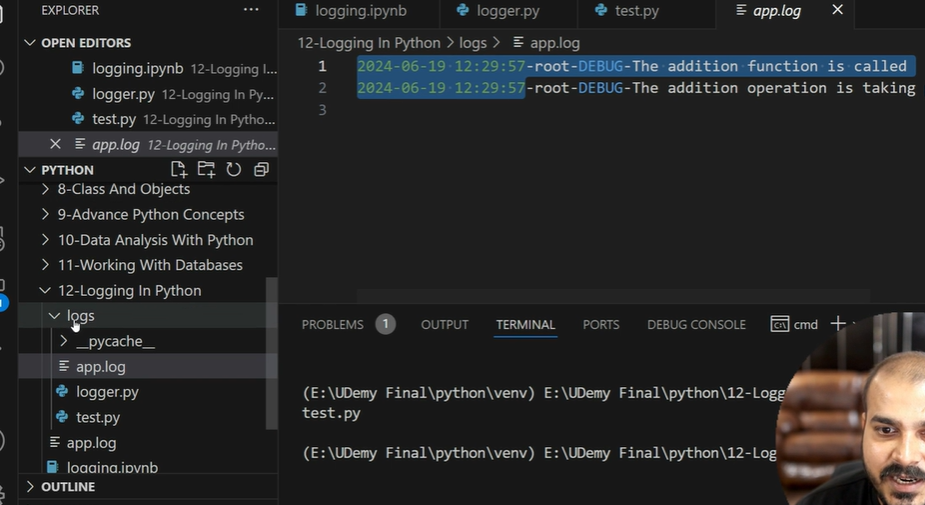 EXPLORER
OPEN EDITORS
logging.ipynb 12-Logging I...
logger.py 12-Logging In Py...
test.py 12-Logging In Pytho...
app.log 12-Logging In Pytho...
PYTHON
8-Class And Objects
9-Advance Python Concepts
10-Data Analysis With Python
11-Working With Databases
12-Logging In Python
logs
__pycache__
app.log
logger.py
test.py
app.log
logging.ipynb
OUTLINE
logging.ipynb logger.py test.py app.log
12-Logging In Python > logs > app.log
1 2024-06-19 12:29:57-root-DEBUG-The addition function is called
2 2024-06-19 12:29:57-root-DEBUG-The addition operation is taking
3
PROBLEMS 1 OUTPUT TERMINAL PORTS DEBUG CONSOLE cmd
(E:\UDemy Final\python\venv) E:\UDemy Final\python\12-Logg
test.py
(E:\UDemy Final\python\venv) E:\UDemy Final\python\12-Log